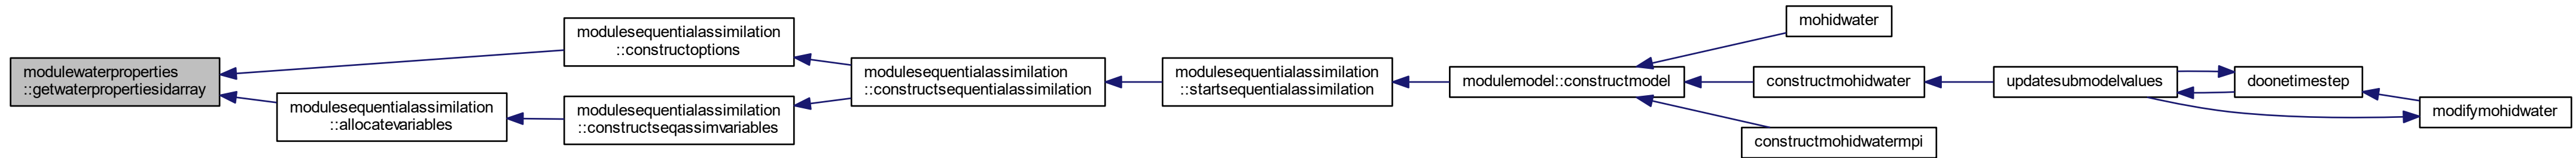 modulewaterproperties
::getwaterpropertiesidarray
modulesequentialassimilation
::constructoptions
modulesequentialassimilation
::allocatevariables
modulesequentialassimilation
::constructseqassimvariables
modulesequentialassimilation
::constructsequentialassimilation
modulesequentialassimilation
::startsequentialassimilation
modulemodel::constructmodel
mohidwater
constructmohidwater
constructmohidwatermpi
updatesubmodelvalues
doonetimestep
modifymohidwater